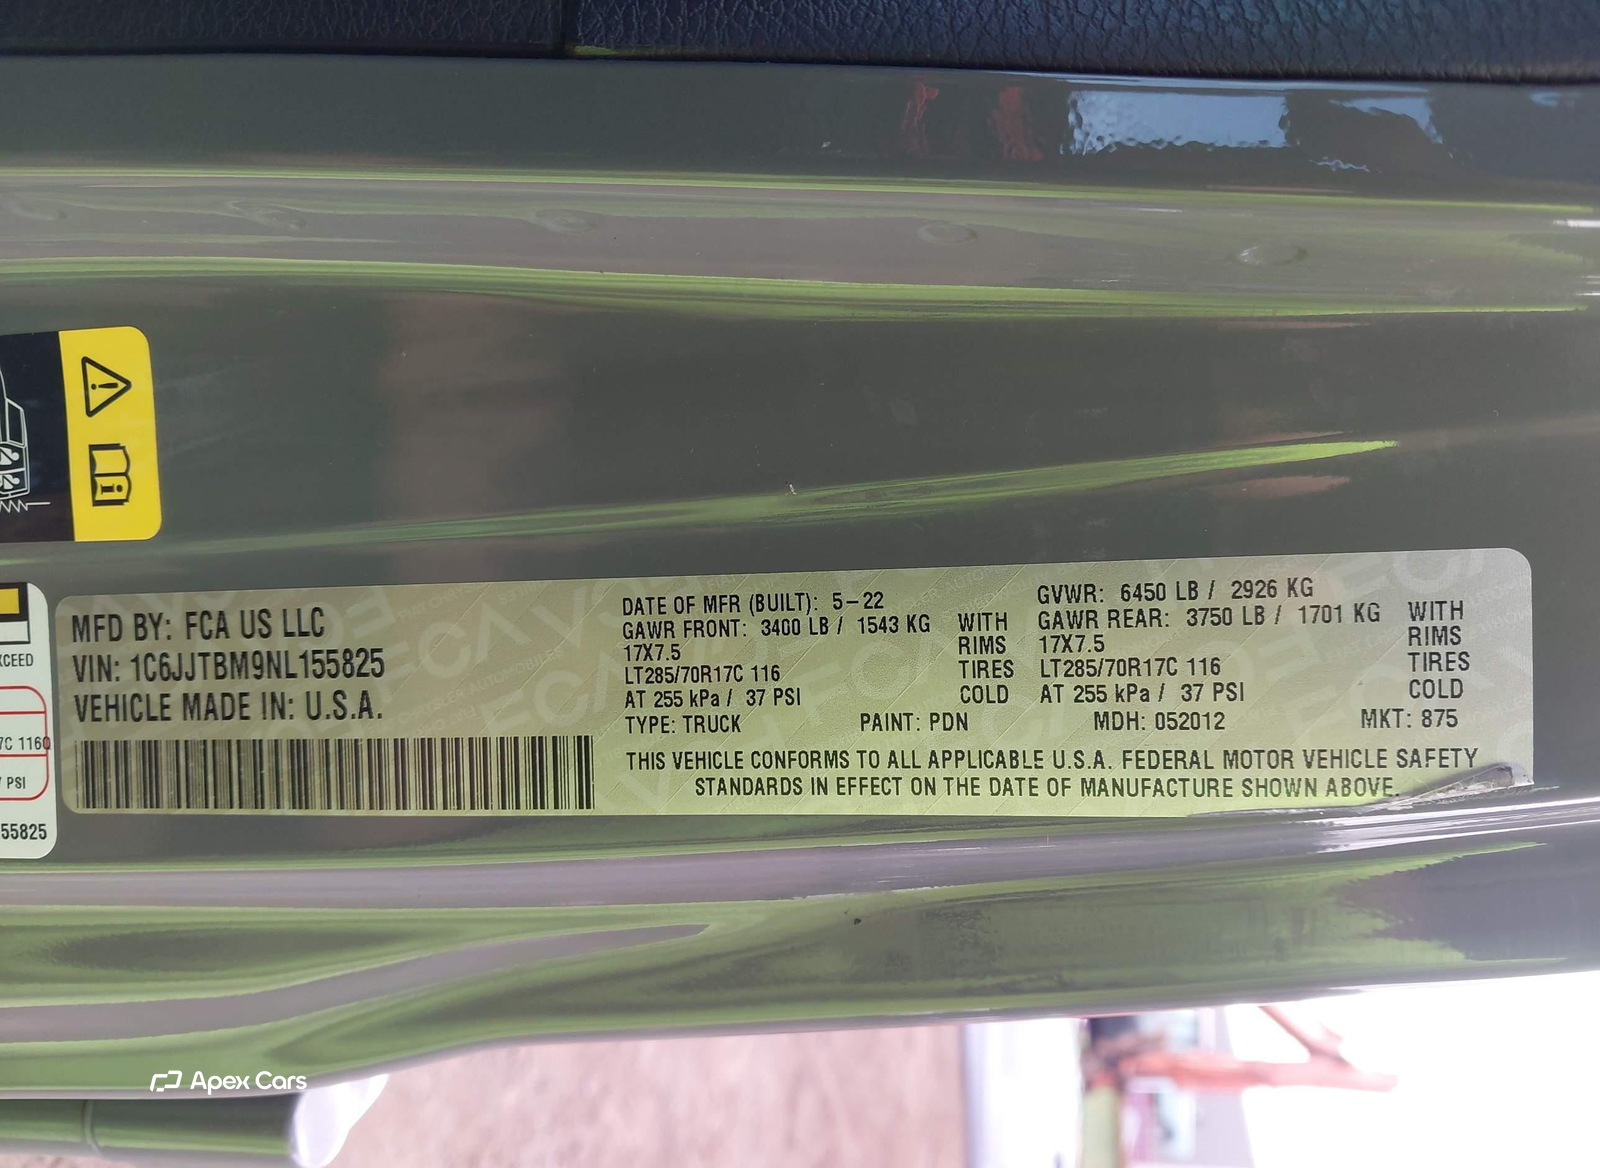 MFD BY: FCA US LLC
VIN: 1C6JJTBM9NL155825
VEHICLE MADE IN: U.S.A.
DATE OF MFR (BUILT): 5-22
GAWR FRONT: 3400 LB / 1543 KG WITH
17X7.5 RIMS
LT285/70R17C 116 TIRES
AT 255 kPa / 37 PSI COLD
GVWR: 6450 LB / 2926 KG
GAWR REAR: 3750 LB / 1701 KG WITH
17X7.5 RIMS
LT285/70R17C 116 TIRES
AT 255 kPa / 37 PSI COLD
TYPE: TRUCK PAINT: PDN MDH: 052012 MKT: 875
THIS VEHICLE CONFORMS TO ALL APPLICABLE U.S.A. FEDERAL MOTOR VEHICLE SAFETY
STANDARDS IN EFFECT ON THE DATE OF MANUFACTURE SHOWN ABOVE.
XCEED
7C 116Q
PSI
55825
Apex Cars